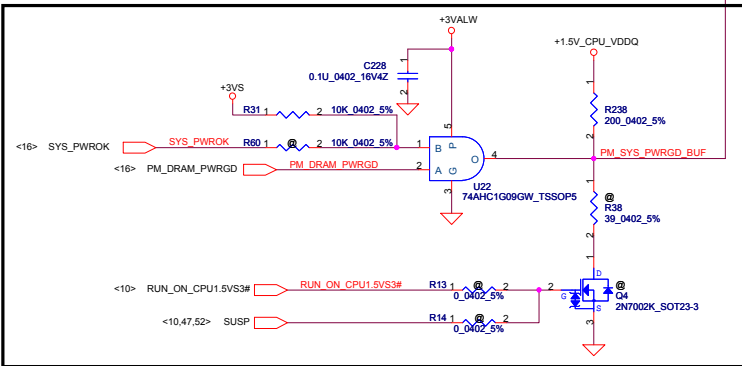 +3VALW
+1.5V_CPU_VDDQ
C228
0.1U_0402_16V4Z
1
2
+3VS
R31 1 2 10K_0402_5%
R238
200_0402_5%
1
2
<16> SYS_PWROK SYS_PWROK R60 1 @ 2 10K_0402_5%
5
1 B P
O 4
PM_SYS_PWRGD_BUF
<16> PM_DRAM_PWRGD PM_DRAM_PWRGD 2 A G
3
U22
74AHC1G09GW_TSSOP5
1
@
R38
39_0402_5%
2
<10> RUN_ON_CPU1.5VS3# RUN_ON_CPU1.5VS3# R13 1 @ 2
0_0402_5%
1
D
2 G
S
3
@
Q4
2N7002K_SOT23-3
<10,47,52> SUSP R14 1 @ 2
0_0402_5%